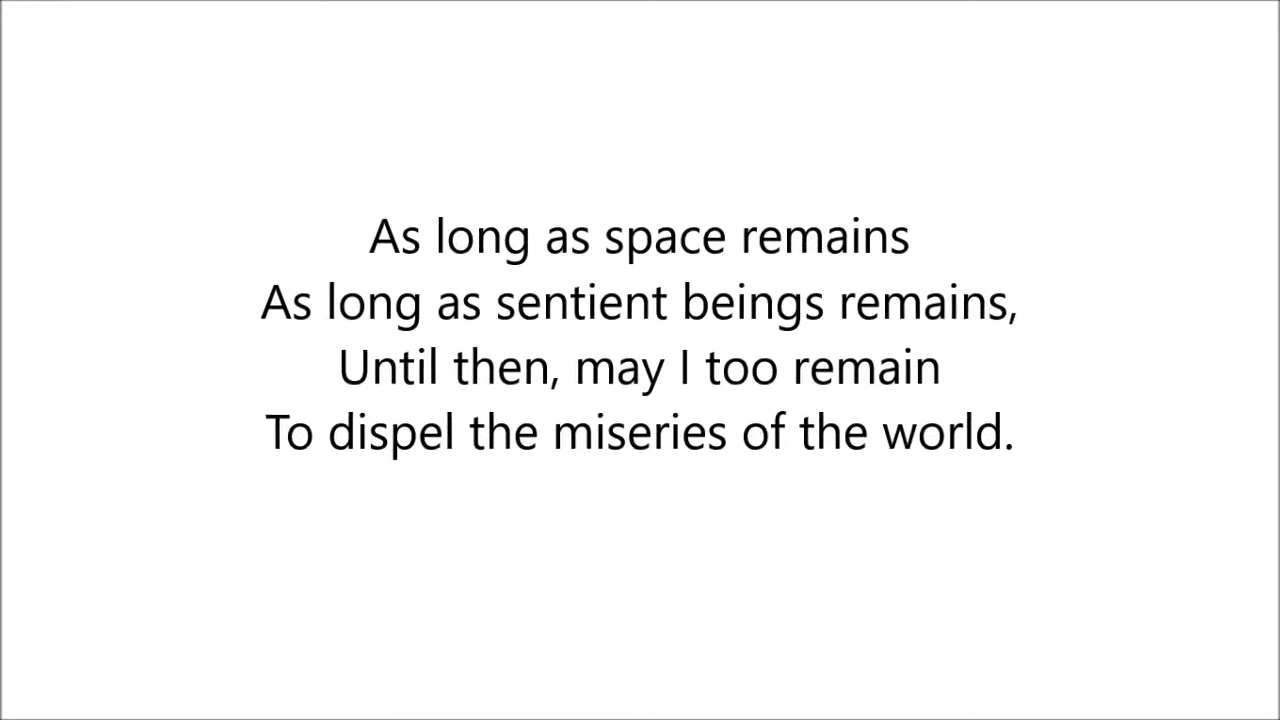 As long as space remains
As long as sentient beings remains,
Until then, may I too remain
To dispel the miseries of the world.